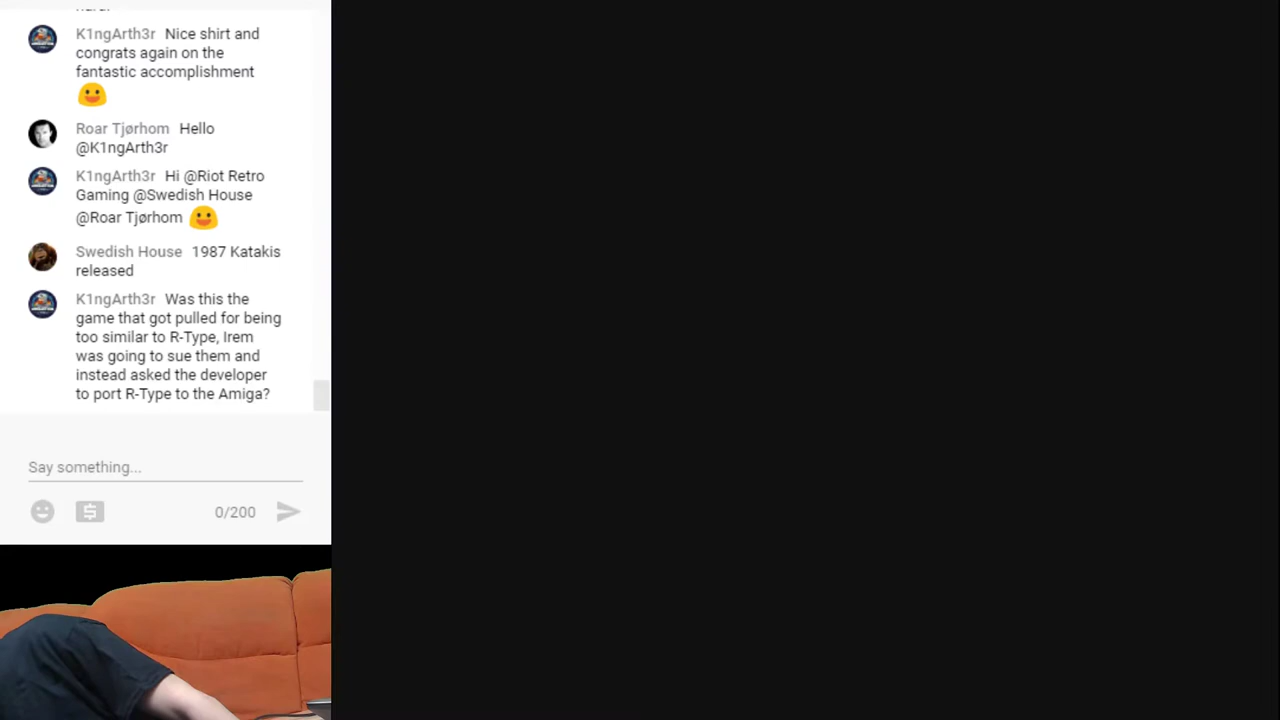 K1ngArth3r Nice shirt and
congrats again on the
fantastic accomplishment
Roar Tjørhom Hello
@K1ngArth3r
K1ngArth3r Hi @Riot Retro
Gaming @Swedish House
@Roar Tjørhom
Swedish House 1987 Katakis
released
K1ngArth3r Was this the
game that got pulled for being
too similar to R-Type, Irem
was going to sue them and
instead asked the developer
to port R-Type to the Amiga?
Say something...
0/200